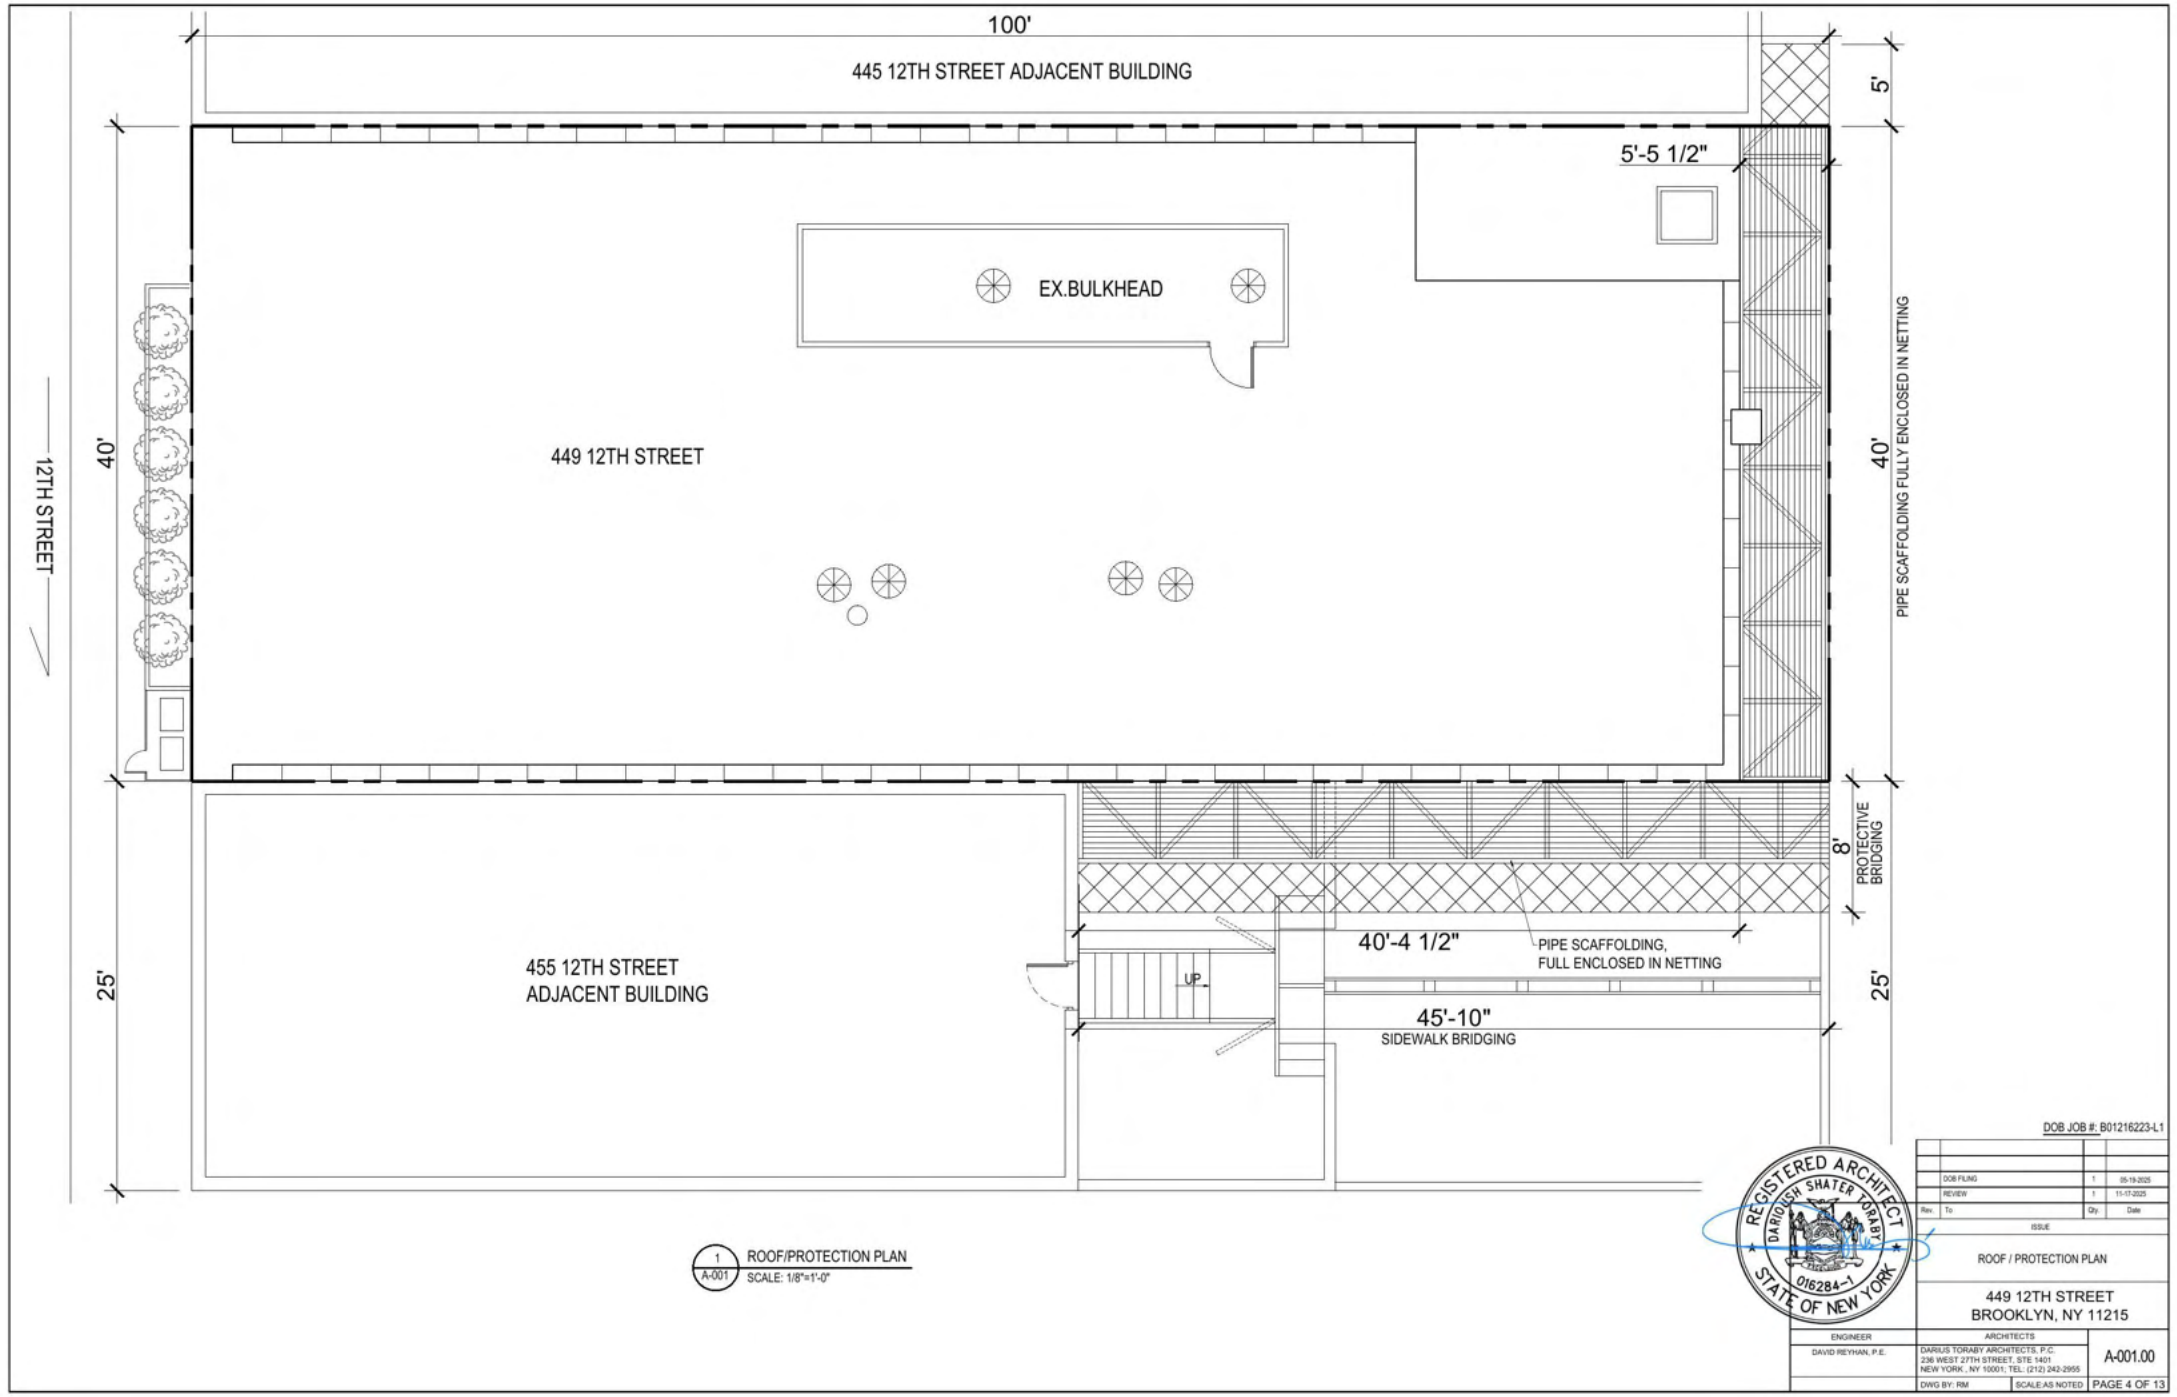 100'
445 12TH STREET ADJACENT BUILDING
5'
5'-5 1/2"
EX.BULKHEAD
PIPE SCAFFOLDING FULLY ENCLOSED IN NETTING
40'
449 12TH STREET
40'
12TH STREET
8'
PROTECTIVE
BRIDGING
40'-4 1/2"
PIPE SCAFFOLDING,
FULL ENCLOSED IN NETTING
455 12TH STREET
ADJACENT BUILDING
UP
25'
25'
45'-10"
SIDEWALK BRIDGING
DOB JOB #: B01216223-L1
DOB FILING 1 05-19-2025
REVIEW 1 11-17-2025
Rev. To Qty. Date
ISSUE
ROOF / PROTECTION PLAN
449 12TH STREET
BROOKLYN, NY 11215
ENGINEER
DAVID REYHAN, P.E.
ARCHITECTS
DARIUS TORABY ARCHITECTS, P.C.
236 WEST 27TH STREET, STE 1401
NEW YORK , NY 10001; TEL: (212) 242-2955
A-001.00
DWG BY: RM SCALE:AS NOTED PAGE 4 OF 13
REGISTERED ARCHITECT
DARIOUSH SHATER TORABY
016284-1
STATE OF NEW YORK
1
A-001
ROOF/PROTECTION PLAN
SCALE: 1/8"=1'-0"